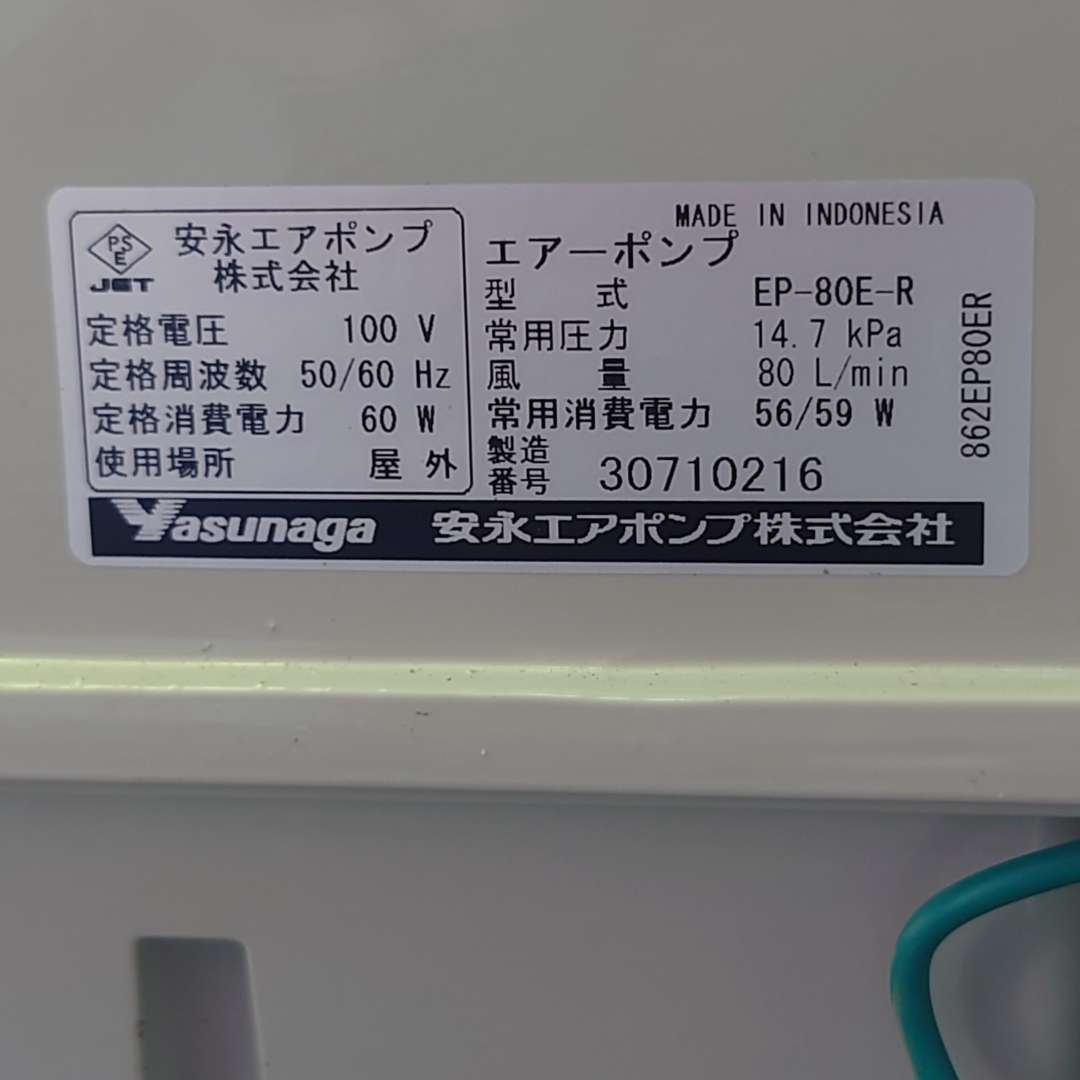 PSE
JET
安永エアポンプ
株式会社
定格電圧 100 V
定格周波数 50/60 Hz
定格消費電力 60 W
使用場所 屋外
MADE IN INDONESIA
エアーポンプ
型式 EP-80E-R
常用圧力 14.7 kPa
風量 80 L/min
常用消費電力 56/59 W
製造
番号 30710216
862EP80ER
Yasunaga 安永エアポンプ株式会社